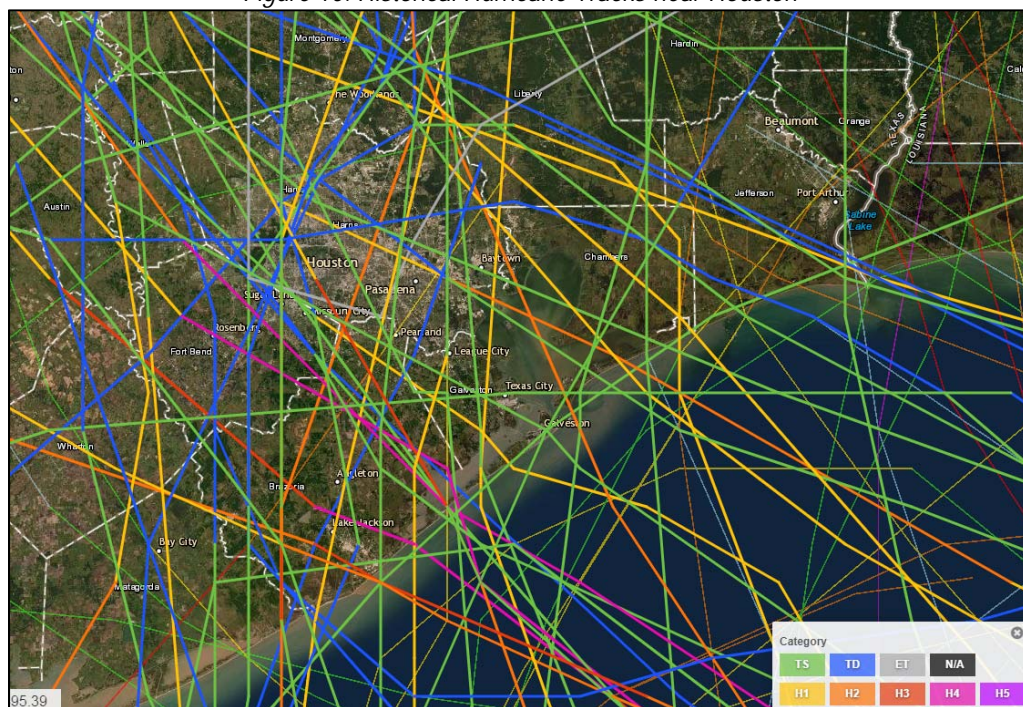 Figure 10: Historical Hurricane Tracks near Houston
Montgomery
Hardin
The Woodlands
Liberty
Beaumont
Orange
TEXAS
LOUISIANA
Jefferson
Port Arthur
Austin
Harris
Sabine
Lake
Houston
Baytown
Chambers
Pasadena
Sugar Land
Missouri City
Rosenberg
Pearland
Fort Bend
League City
Galveston
Texas City
Galveston
Wharton
Angleton
Brazoria
Lake Jackson
Bay City
Matagorda
95.39
Category
TS TD ET N/A
H1 H2 H3 H4 H5